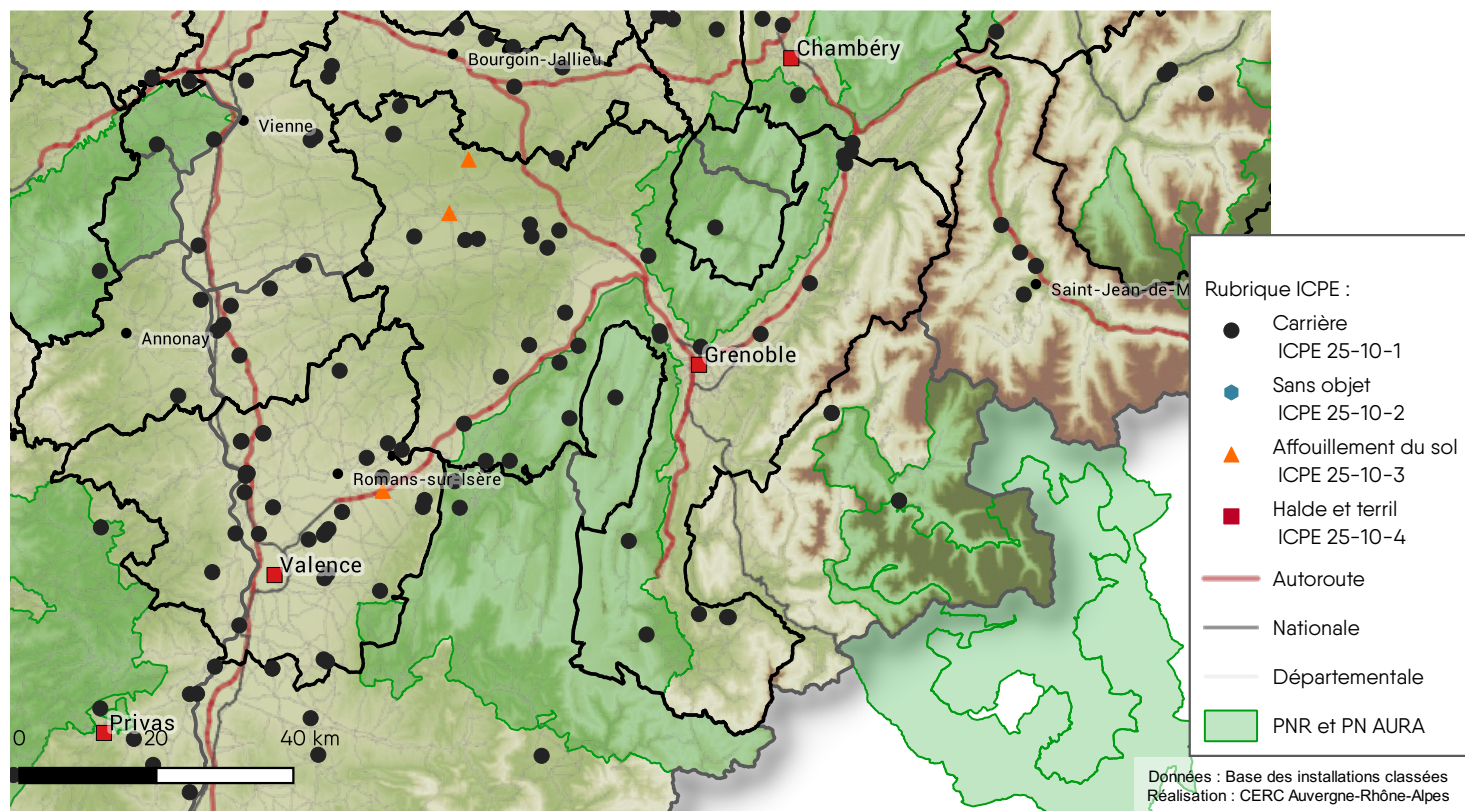 Chambéry
Bourgoin-Jallieu
Vienne
Saint-Jean-de-M
Annonay
Grenoble
Romans-sur-Isère
Valence
Privas
0 20 40 km
Rubrique ICPE :
Carrière
ICPE 25-10-1
Sans objet
ICPE 25-10-2
Affouillement du sol
ICPE 25-10-3
Halde et terril
ICPE 25-10-4
Autoroute
Nationale
Départementale
PNR et PN AURA
Données : Base des installations classées
Réalisation : CERC Auvergne-Rhône-Alpes